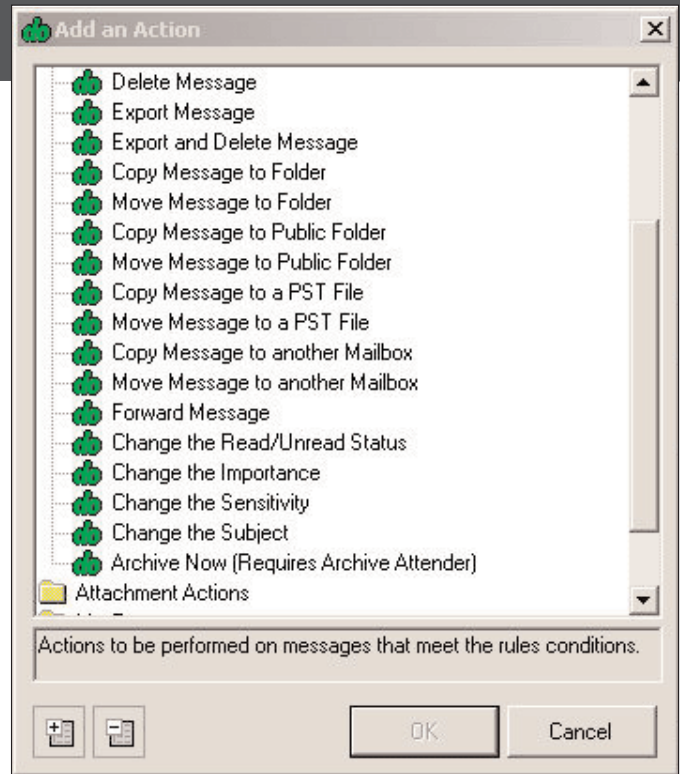 Add an Action
Delete Message
Export Message
Export and Delete Message
Copy Message to Folder
Move Message to Folder
Copy Message to Public Folder
Move Message to Public Folder
Copy Message to a PST File
Move Message to a PST File
Copy Message to another Mailbox
Move Message to another Mailbox
Forward Message
Change the Read/Unread Status
Change the Importance
Change the Sensitivity
Change the Subject
Archive Now (Requires Archive Attender)
Attachment Actions
Actions to be performed on messages that meet the rules conditions.
OK
Cancel